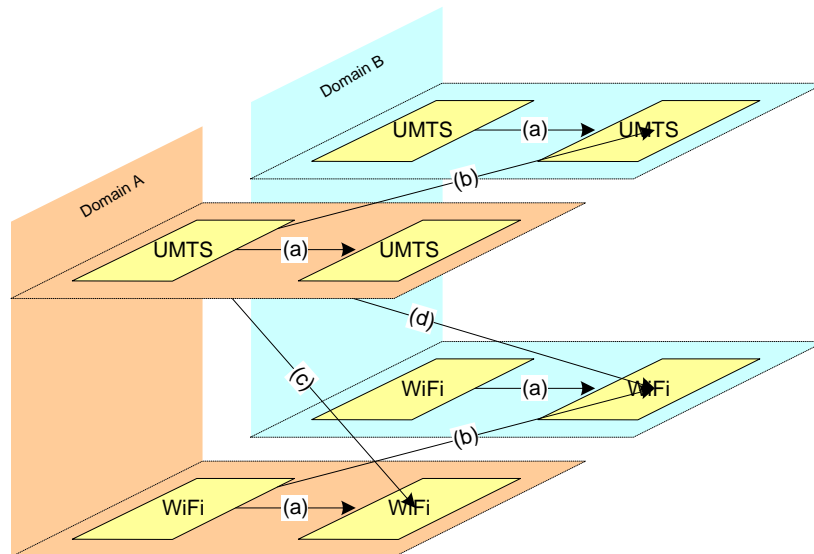 Domain B
UMTS
(a)
UMTS
(b)
Domain A
UMTS
(a)
UMTS
(d)
(c)
WiFi
(a)
WiFi
(b)
WiFi
(a)
WiFi